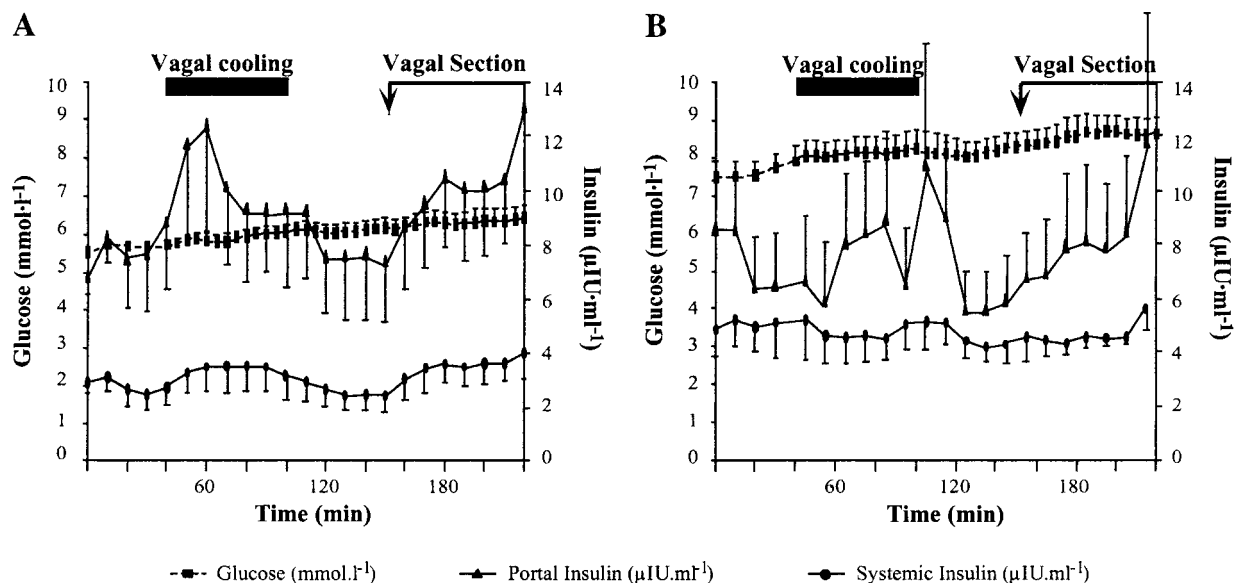 A
Vagal cooling
Vagal Section
Glucose (mmol·l⁻¹)
10
9
8
7
6
5
4
3
2
1
0
14
12
10
8
6
4
2
0
Insulin (µIU·ml⁻¹)
60
120
180
Time (min)
B
Vagal cooling
Vagal Section
Glucose (mmol·l⁻¹)
10
9
8
7
6
5
4
3
2
1
0
14
12
10
8
6
4
2
0
Insulin (µIU·ml⁻¹)
60
120
180
Time (min)
Glucose (mmol.l⁻¹)
Portal Insulin (µIU.ml⁻¹)
Systemic Insulin (µIU.ml⁻¹)